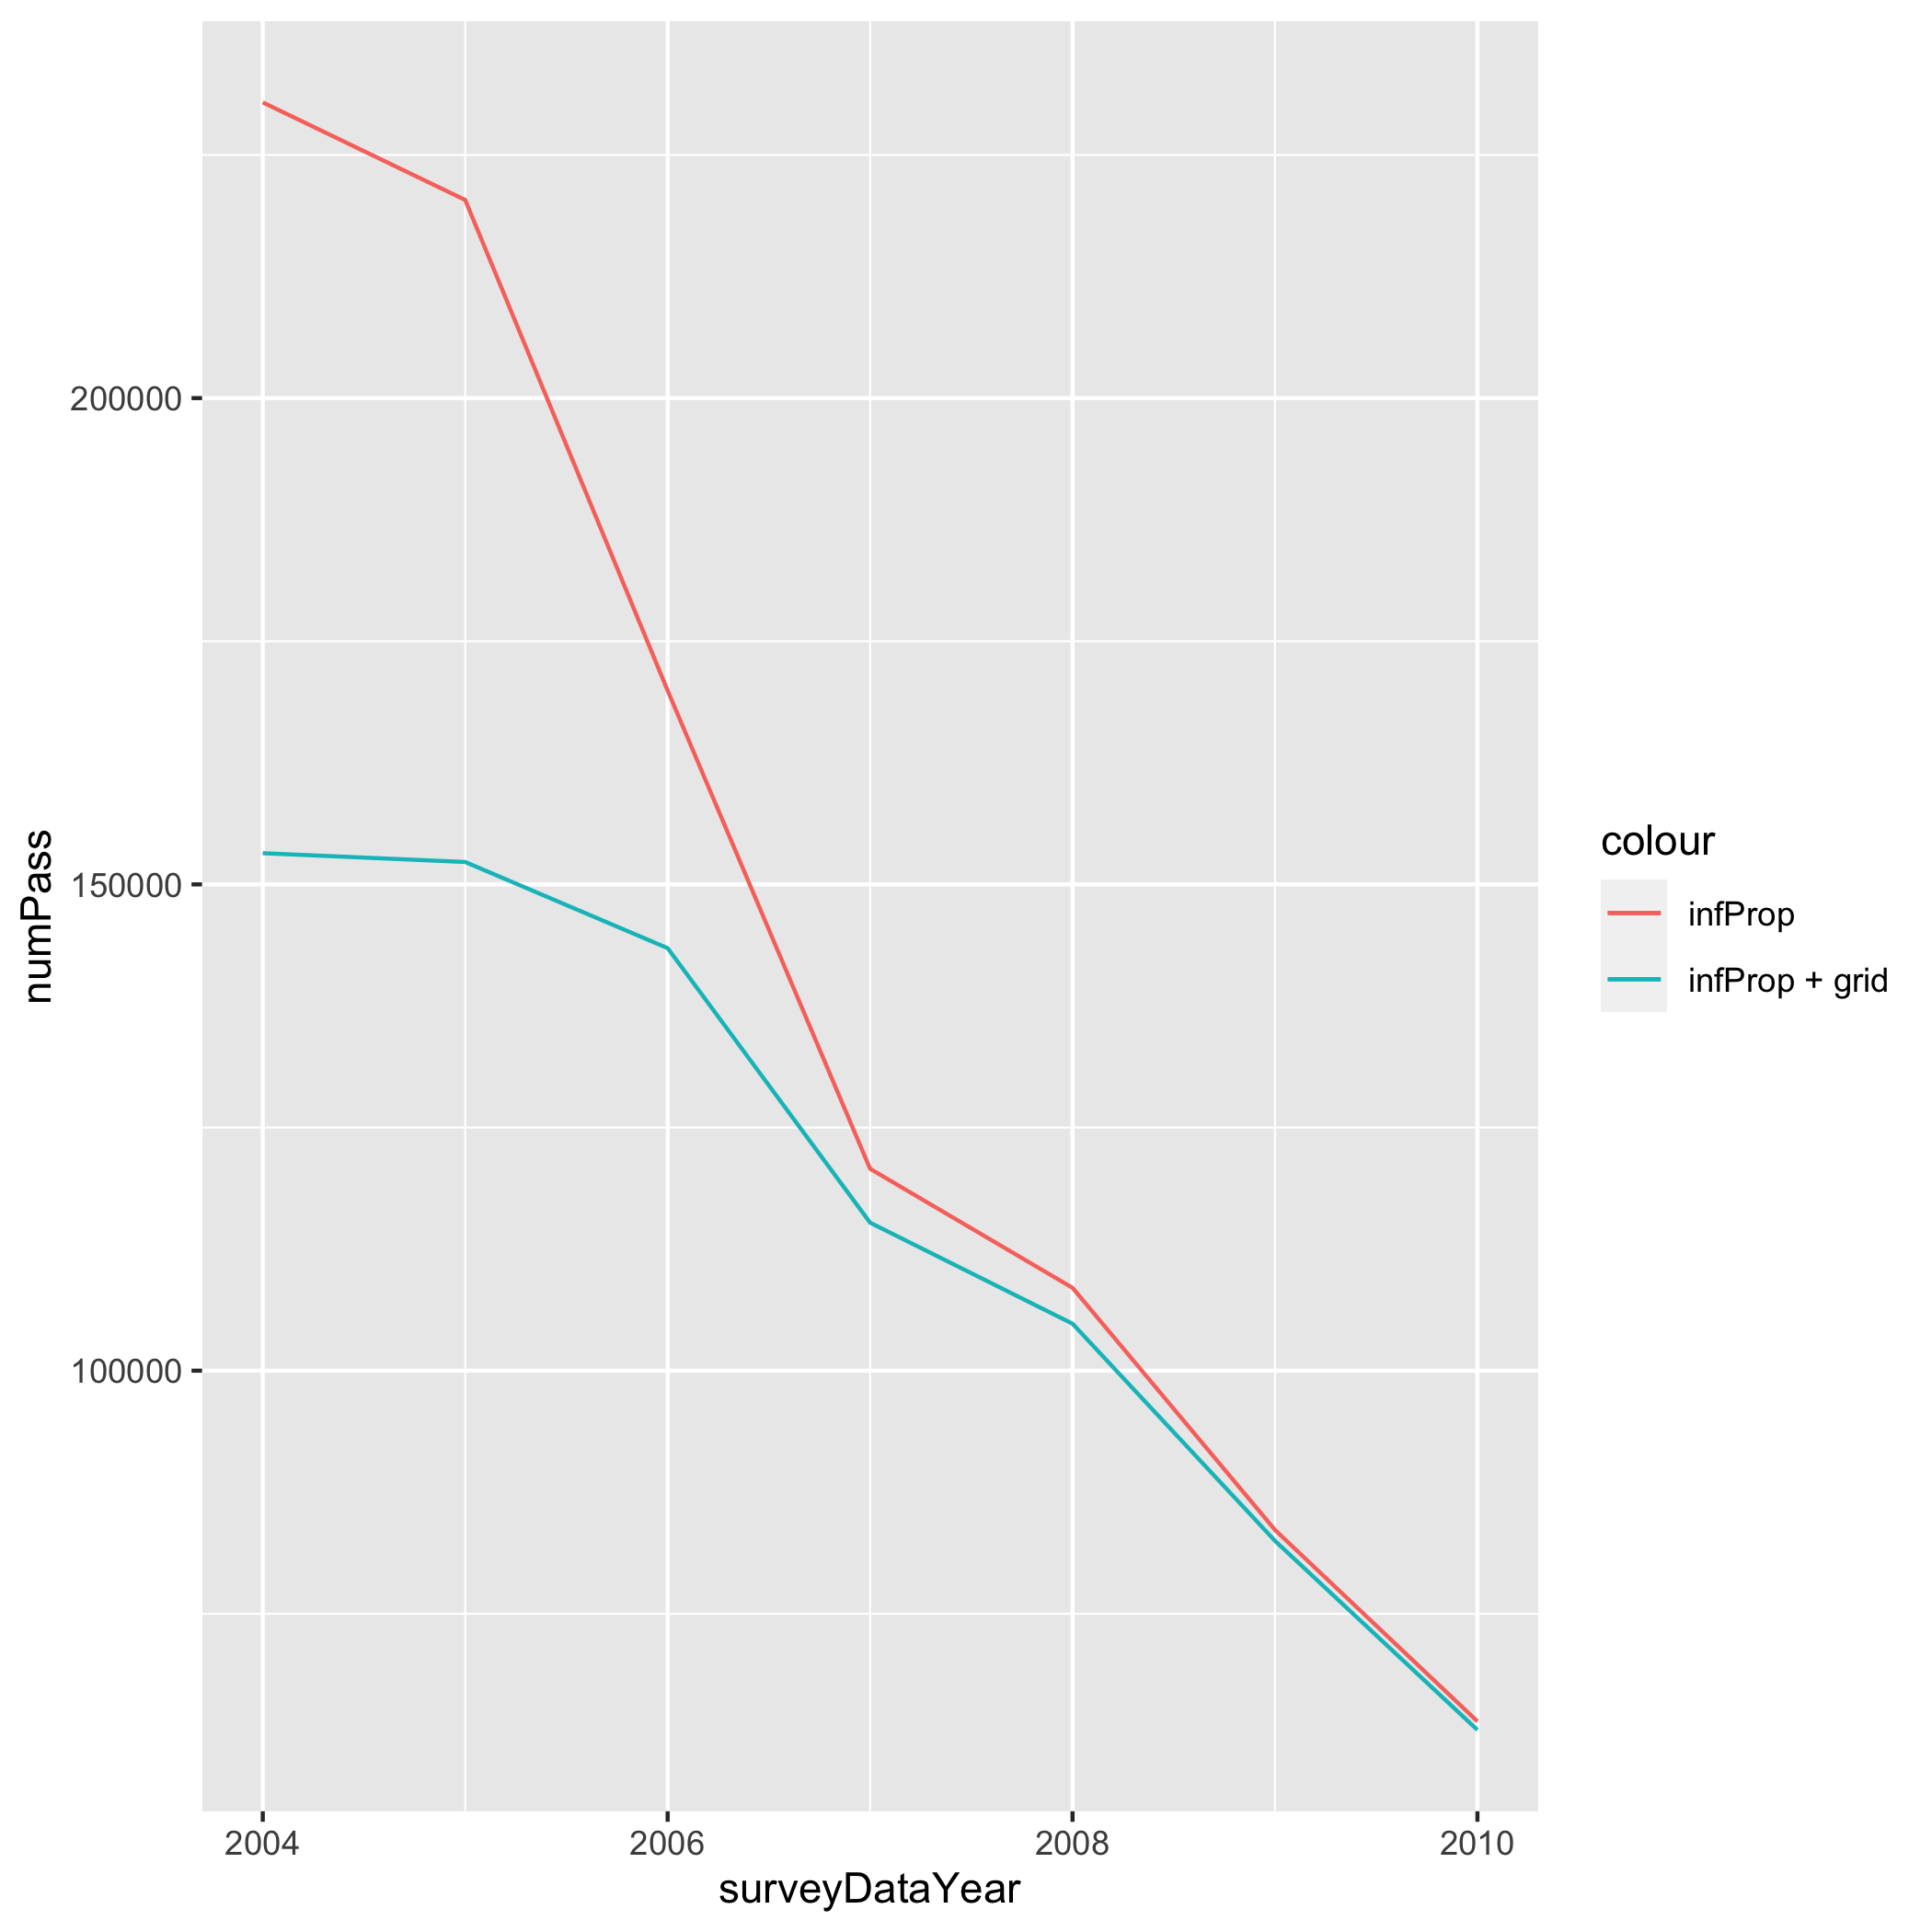 200000
150000
100000
numPass
2004 2006 2008 2010
surveyDataYear
colour
infProp
infProp + grid